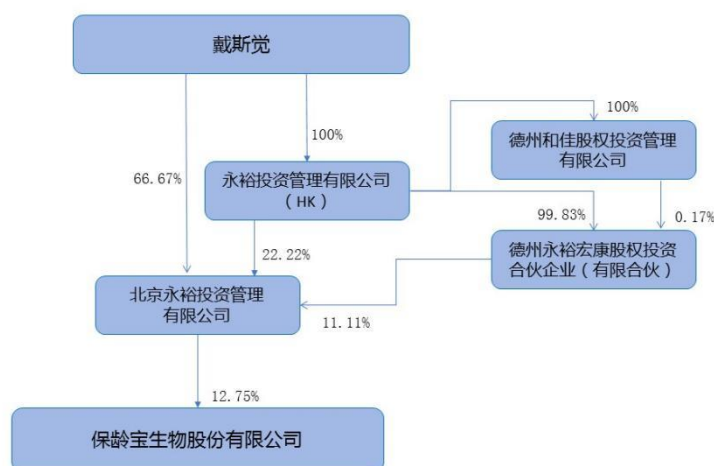 戴斯觉
100%
100%
德州和佳股权投资管理
有限公司
66.67%
永裕投资管理有限公司
（HK）
99.83%
0.17%
22.22%
德州永裕宏康股权投资
合伙企业（有限合伙）
北京永裕投资管理
有限公司
11.11%
12.75%
保龄宝生物股份有限公司